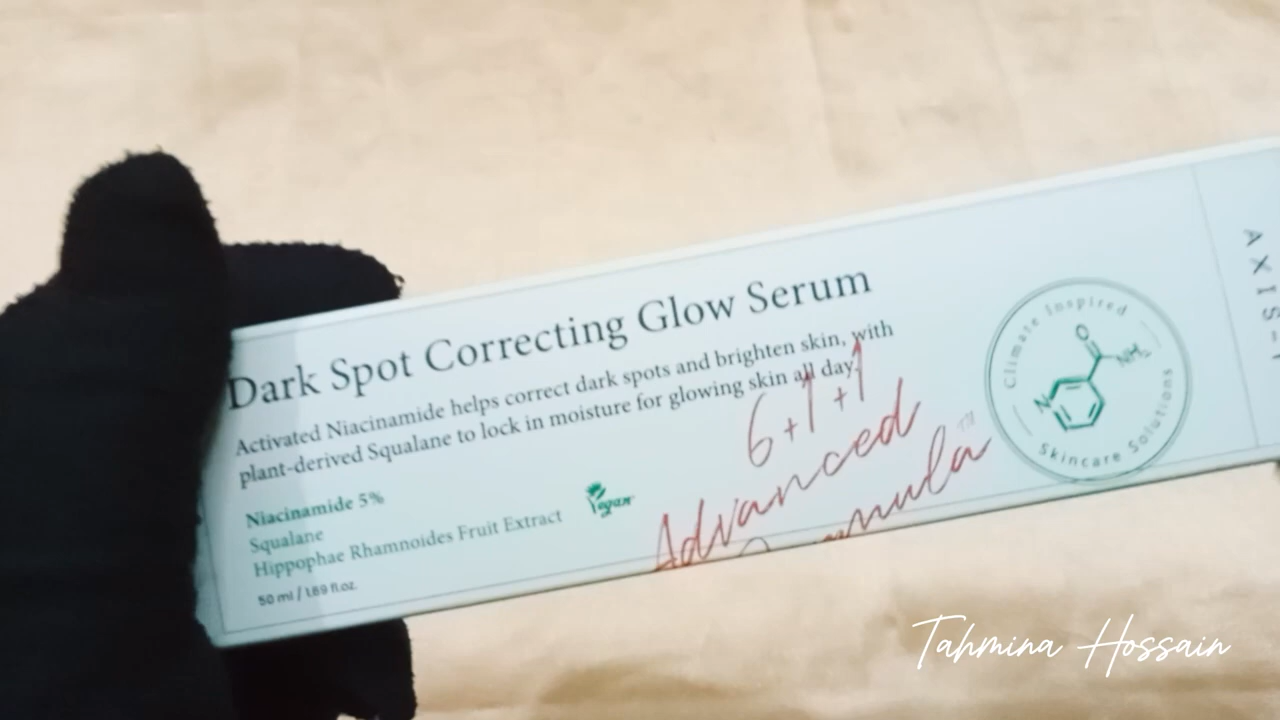 Dark Spot Correcting Glow Serum
Activated Niacinamide helps correct dark spots and brighten skin, with
plant-derived Squalane to lock in moisture for glowing skin all day.
6+1+1
Advanced
Niacinamide 5%
Squalane
Hippophae Rhamnoides Fruit Extract
50 ml / 1.69 fl.oz.
Vegan
Climate Inspired
N
O
NH₂
Skincare Solutions
AXIS-Y
Tahmina Hossain